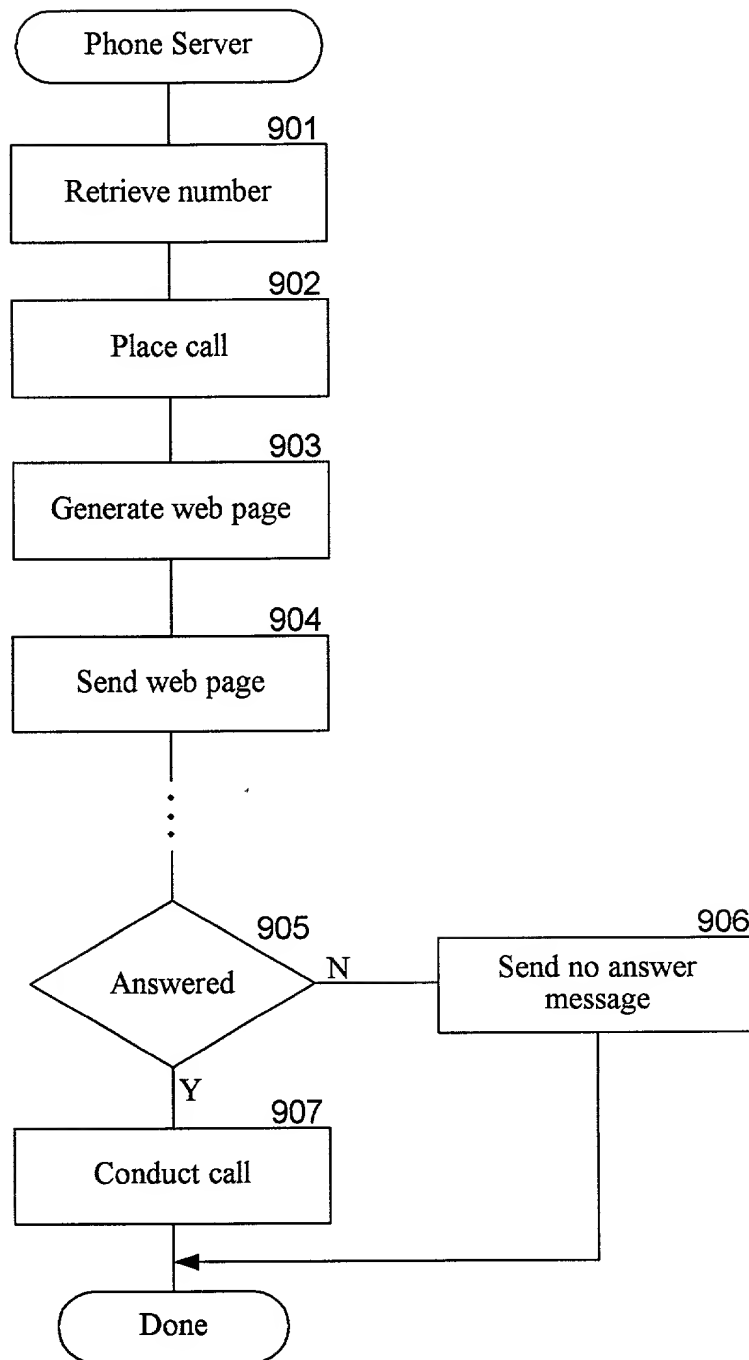 Phone Server
901
Retrieve number
902
Place call
903
Generate web page
904
Send web page
905
Answered
N
906
Send no answer
message
Y
907
Conduct call
Done